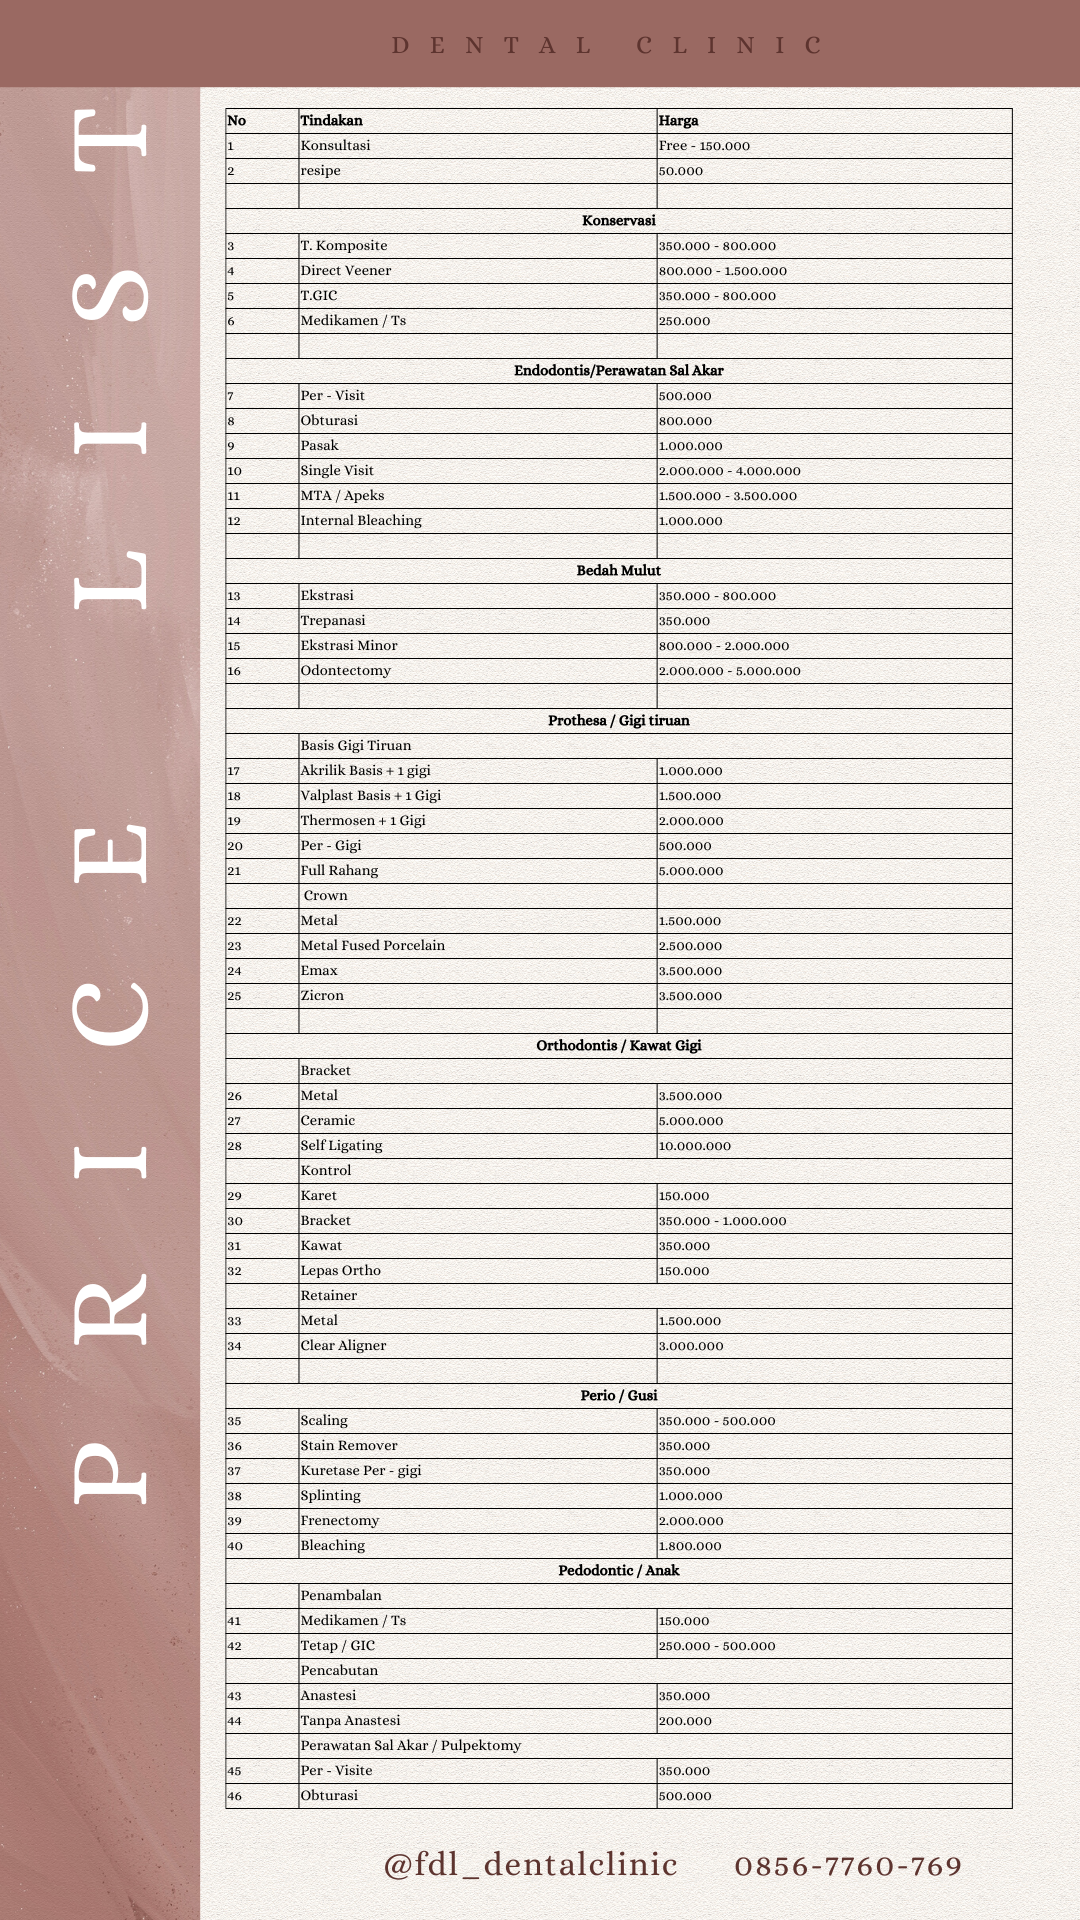 DENTAL CLINIC
PRICE LIST
No Tindakan Harga
1 Konsultasi Free - 150.000
2 resipe 50.000
Konservasi
3 T. Komposite 350.000 - 800.000
4 Direct Veener 800.000 - 1.500.000
5 T.GIC 350.000 - 800.000
6 Medikamen / Ts 250.000
Endodontis/Perawatan Sal Akar
7 Per - Visit 500.000
8 Obturasi 800.000
9 Pasak 1.000.000
10 Single Visit 2.000.000 - 4.000.000
11 MTA / Apeks 1.500.000 - 3.500.000
12 Internal Bleaching 1.000.000
Bedah Mulut
13 Ekstrasi 350.000 - 800.000
14 Trepanasi 350.000
15 Ekstrasi Minor 800.000 - 2.000.000
16 Odontectomy 2.000.000 - 5.000.000
Prothesa / Gigi tiruan
Basis Gigi Tiruan
17 Akrilik Basis + 1 gigi 1.000.000
18 Valplast Basis + 1 Gigi 1.500.000
19 Thermosen + 1 Gigi 2.000.000
20 Per - Gigi 500.000
21 Full Rahang 5.000.000
Crown
22 Metal 1.500.000
23 Metal Fused Porcelain 2.500.000
24 Emax 3.500.000
25 Zicron 3.500.000
Orthodontis / Kawat Gigi
Bracket
26 Metal 3.500.000
27 Ceramic 5.000.000
28 Self Ligating 10.000.000
Kontrol
29 Karet 150.000
30 Bracket 350.000 - 1.000.000
31 Kawat 350.000
32 Lepas Ortho 150.000
Retainer
33 Metal 1.500.000
34 Clear Aligner 3.000.000
Perio / Gusi
35 Scaling 350.000 - 500.000
36 Stain Remover 350.000
37 Kuretase Per - gigi 350.000
38 Splinting 1.000.000
39 Frenectomy 2.000.000
40 Bleaching 1.800.000
Pedodontic / Anak
Penambalan
41 Medikamen / Ts 150.000
42 Tetap / GIC 250.000 - 500.000
Pencabutan
43 Anastesi 350.000
44 Tanpa Anastesi 200.000
Perawatan Sal Akar / Pulpektomy
45 Per - Visite 350.000
46 Obturasi 500.000
@fdl_dentalclinic 0856-7760-769